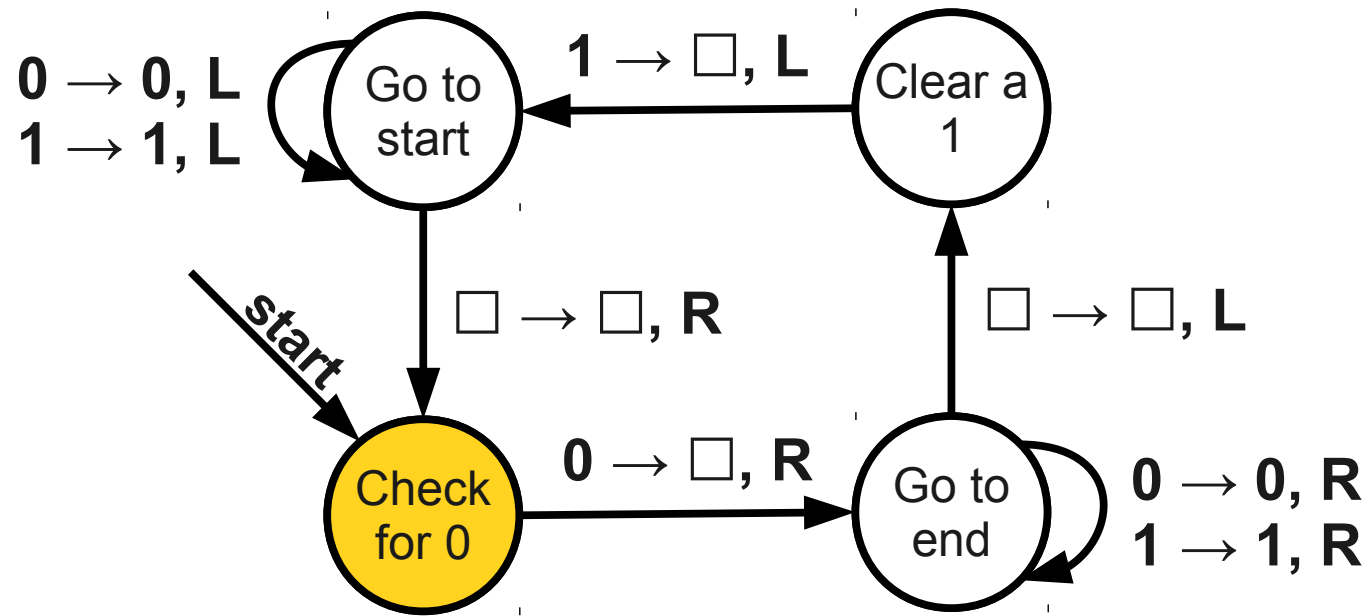 0 → 0, L
1 → 1, L
Go to
start
1 → □, L
Clear a
1
start
□ → □, R
□ → □, L
Check
for 0
0 → □, R
Go to
end
0 → 0, R
1 → 1, R